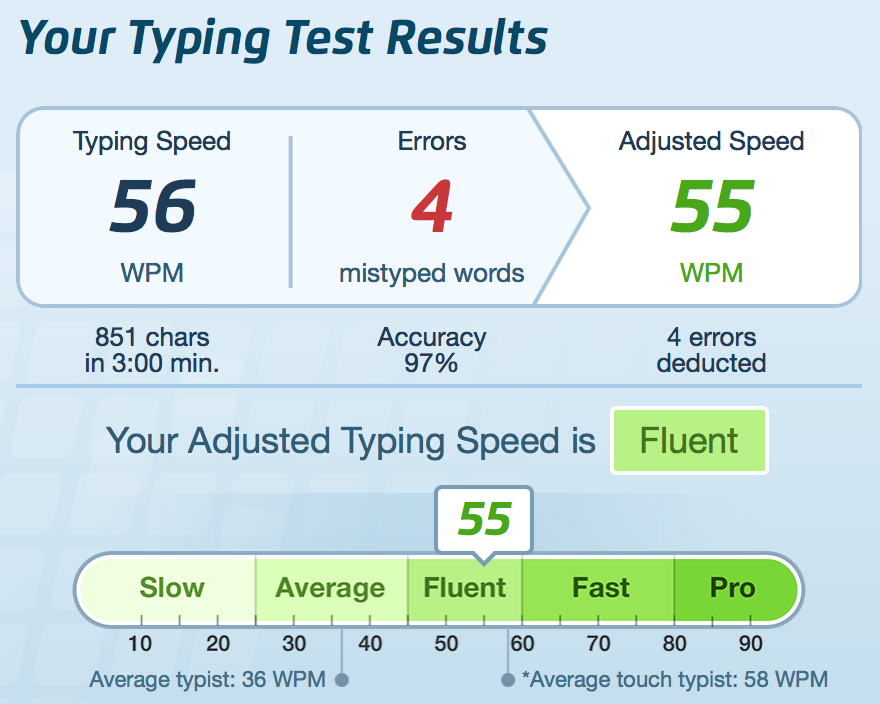 Your Typing Test Results
Typing Speed
Errors
Adjusted Speed
56
4
55
WPM
mistyped words
WPM
851 chars
in 3:00 min.
Accuracy
97%
4 errors
deducted
Your Adjusted Typing Speed is Fluent
55
Slow Average Fluent Fast Pro
10 20 30 40 50 60 70 80 90
Average typist: 36 WPM
*Average touch typist: 58 WPM